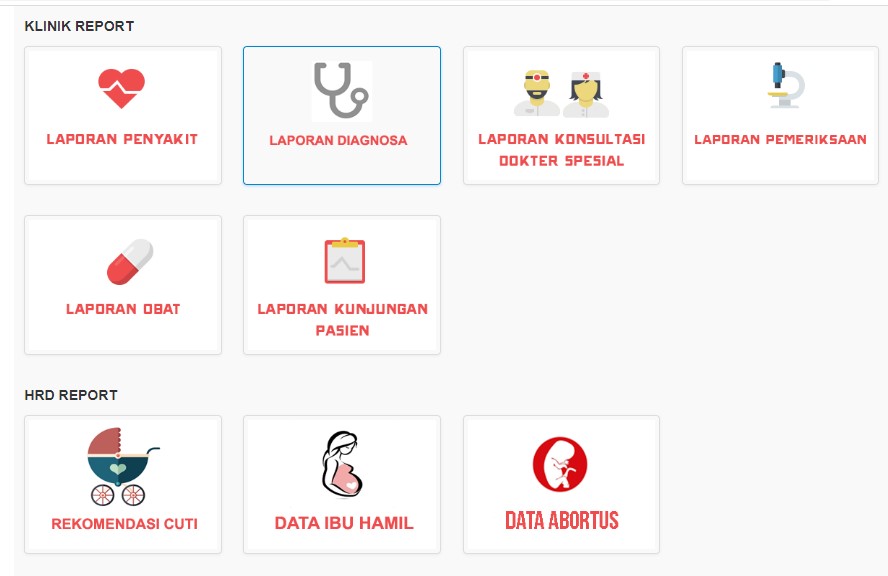 KLINIK REPORT
LAPORAN PENYAKIT
LAPORAN DIAGNOSA
LAPORAN KONSULTASI
DOKTER SPESIAL
LAPORAN PEMERIKSAAN
LAPORAN OBAT
LAPORAN KUNJUNGAN
PASIEN
HRD REPORT
REKOMENDASI CUTI
DATA IBU HAMIL
DATA ABORTUS